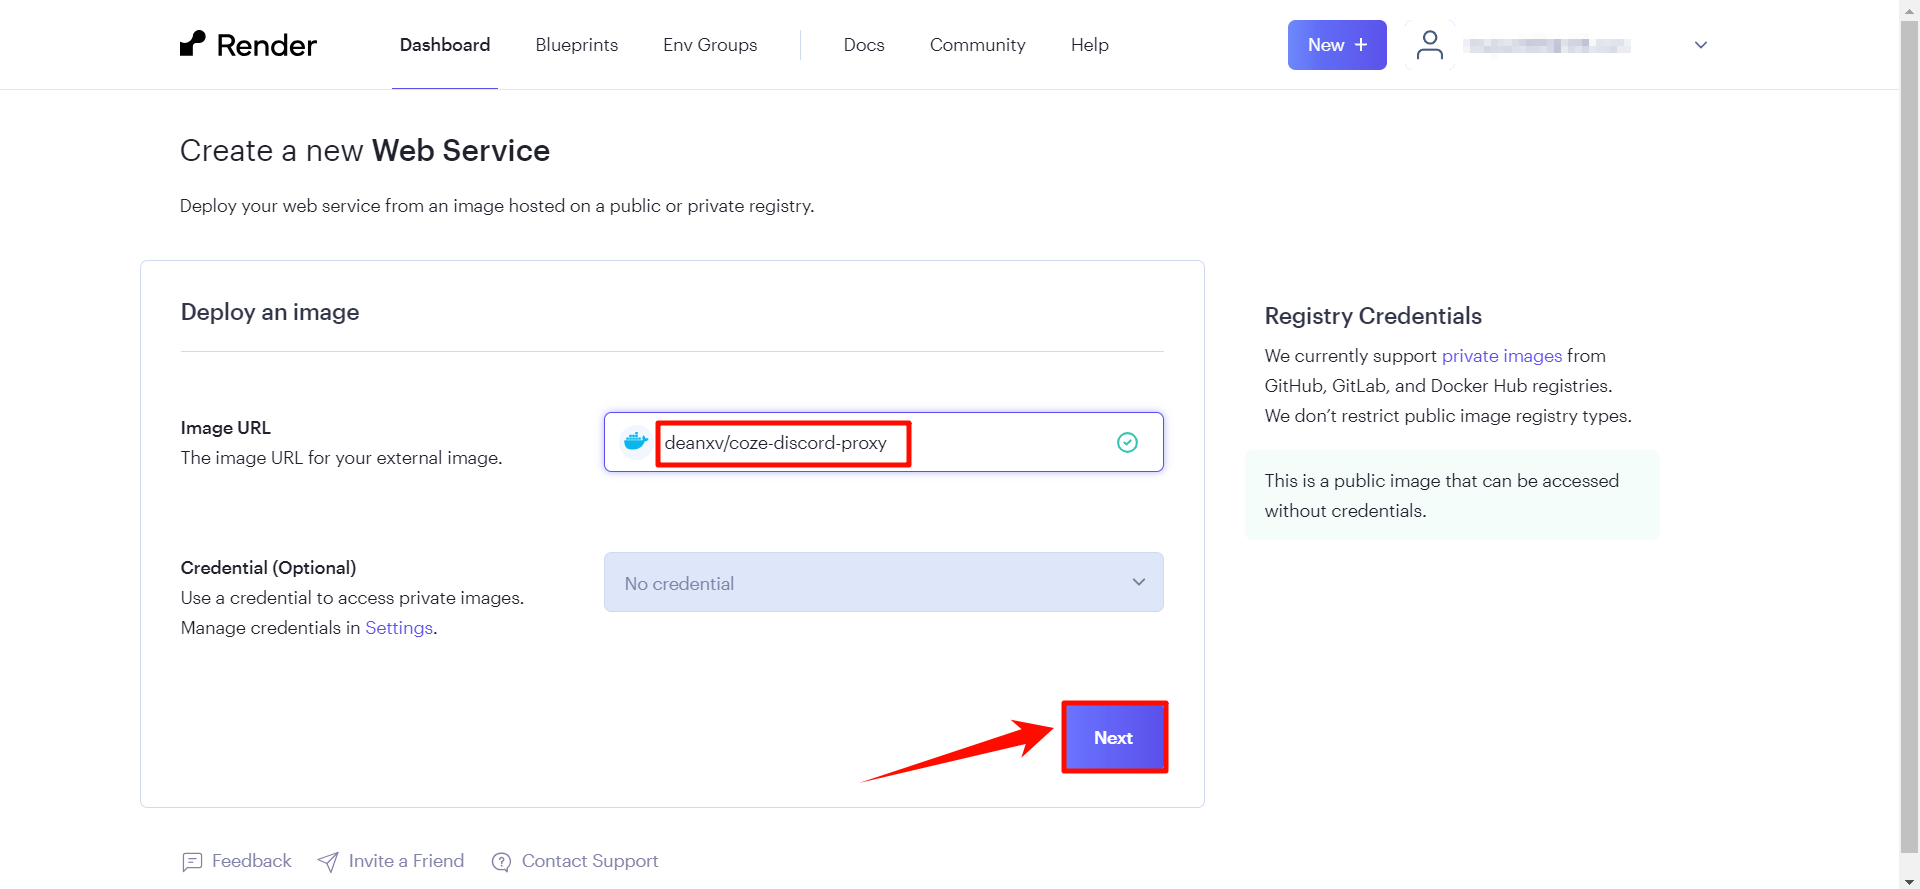 Render
Dashboard
Blueprints
Env Groups
Docs
Community
Help
New +
Create a new Web Service
Deploy your web service from an image hosted on a public or private registry.
Deploy an image
Image URL
The image URL for your external image.
deanxv/coze-discord-proxy
Credential (Optional)
Use a credential to access private images.
Manage credentials in Settings.
No credential
Next
Registry Credentials
We currently support private images from
GitHub, GitLab, and Docker Hub registries.
We don’t restrict public image registry types.
This is a public image that can be accessed
without credentials.
Feedback
Invite a Friend
Contact Support